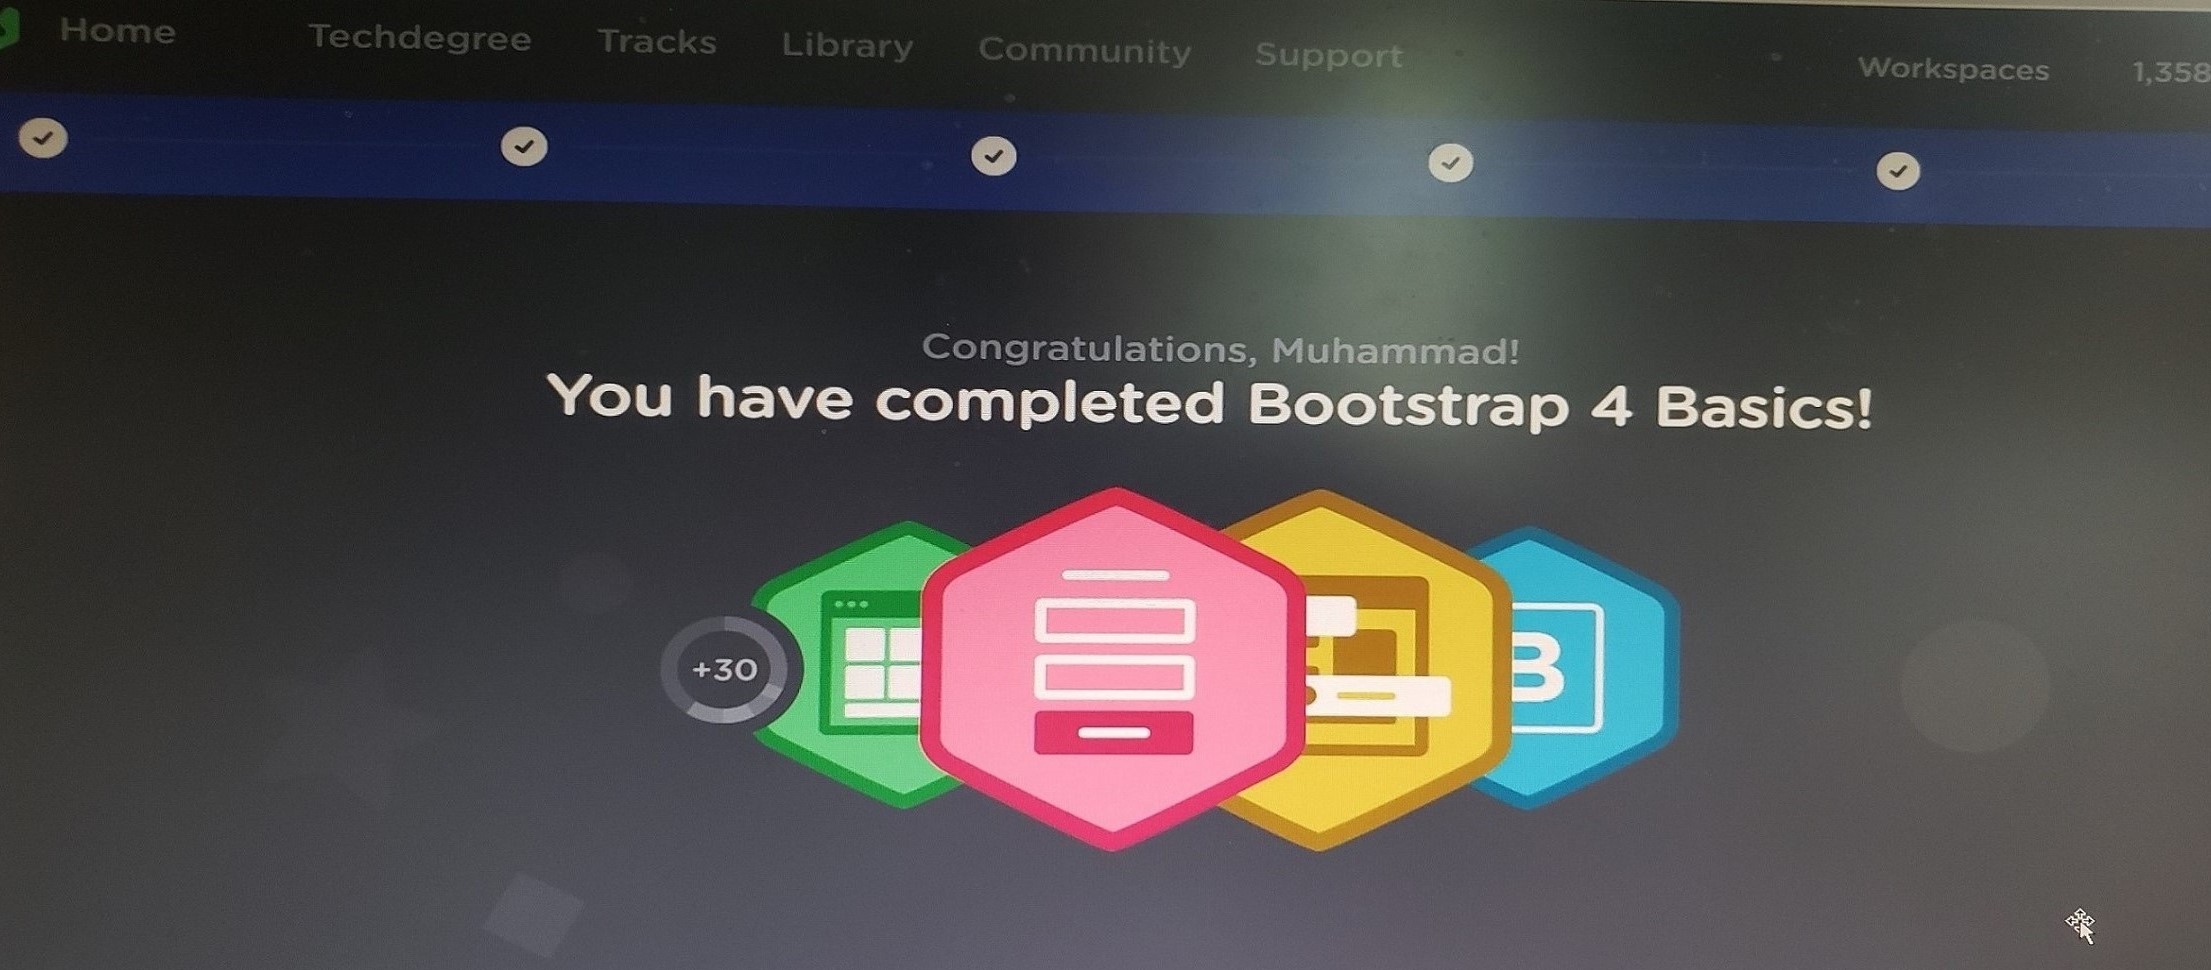 Home Techdegree Tracks Library Community Support Workspaces 1,358
Congratulations, Muhammad!
You have completed Bootstrap 4 Basics!
+30
B